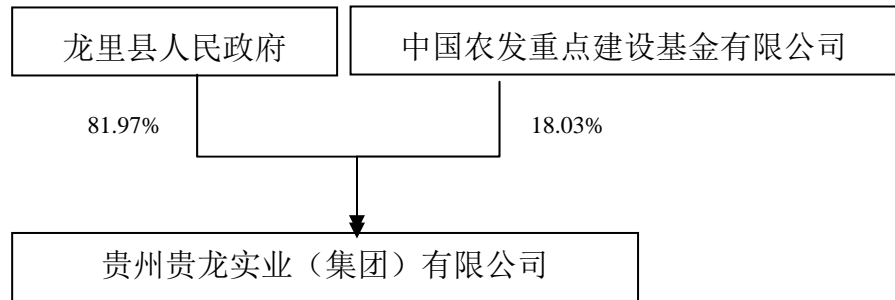 龙里县人民政府
中国农发重点建设基金有限公司
81.97%
18.03%
贵州贵龙实业（集团）有限公司